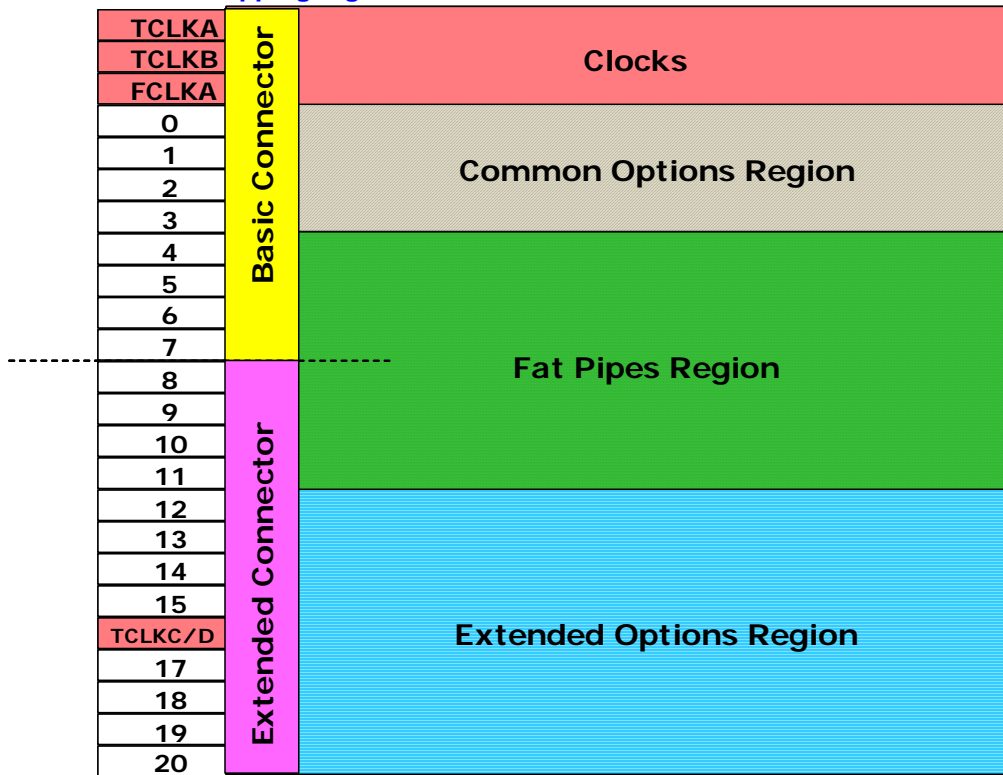 TCLKA
TCLKB
FCLKA
0
1
2
3
4
5
6
7
8
9
10
11
12
13
14
15
TCLKC/D
17
18
19
20
Basic Connector
Extended Connector
Clocks
Common Options Region
Fat Pipes Region
Extended Options Region